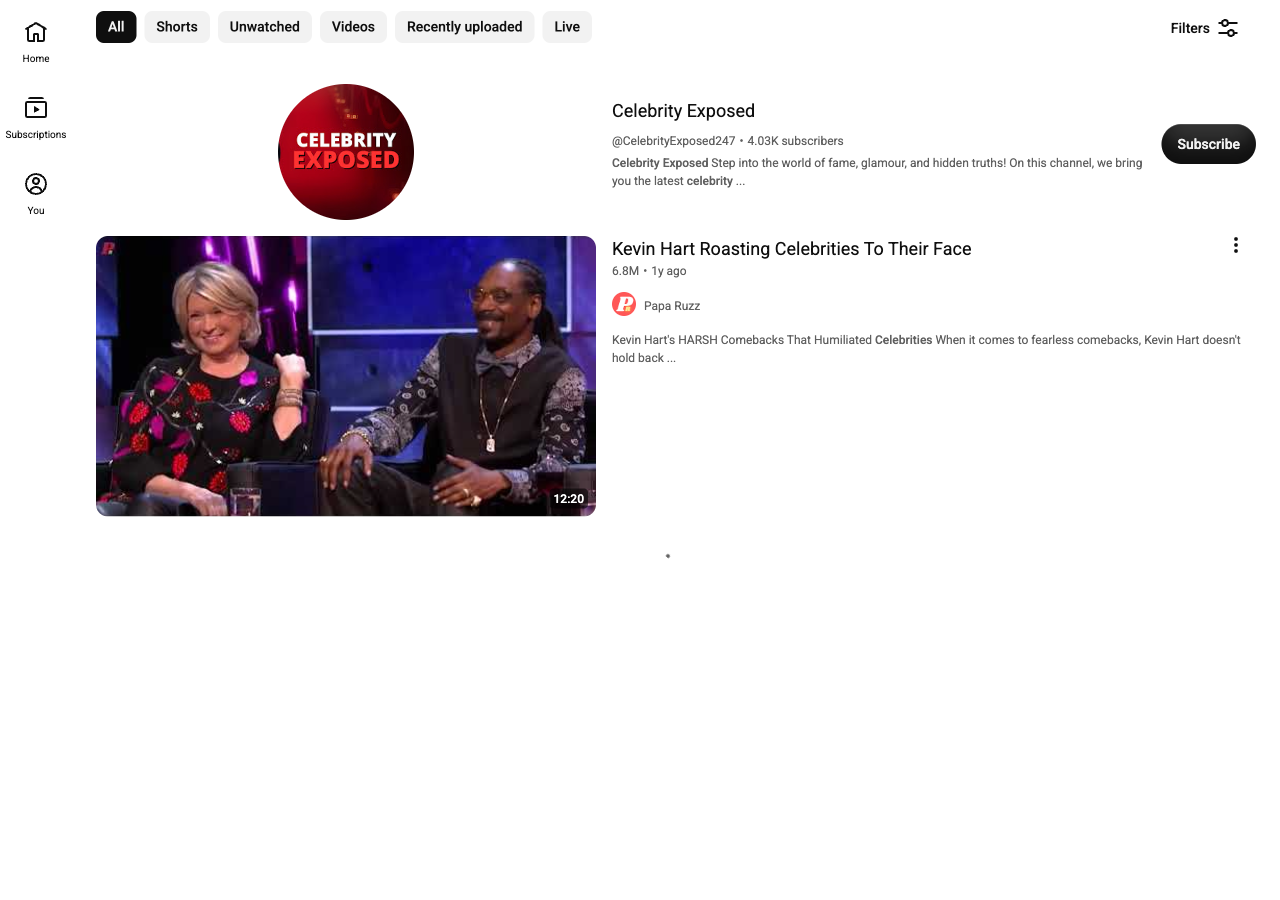 All
Shorts
Unwatched
Videos
Recently uploaded
Live
Filters
Home
Subscriptions
You
CELEBRITY
EXPOSED
Celebrity Exposed
@CelebrityExposed247 • 4.03K subscribers
Celebrity Exposed Step into the world of fame, glamour, and hidden truths! On this channel, we bring
you the latest celebrity ...
Subscribe
12:20
Kevin Hart Roasting Celebrities To Their Face
6.8M • 1y ago
P
Papa Ruzz
Kevin Hart's HARSH Comebacks That Humiliated Celebrities When it comes to fearless comebacks, Kevin Hart doesn't
hold back ...